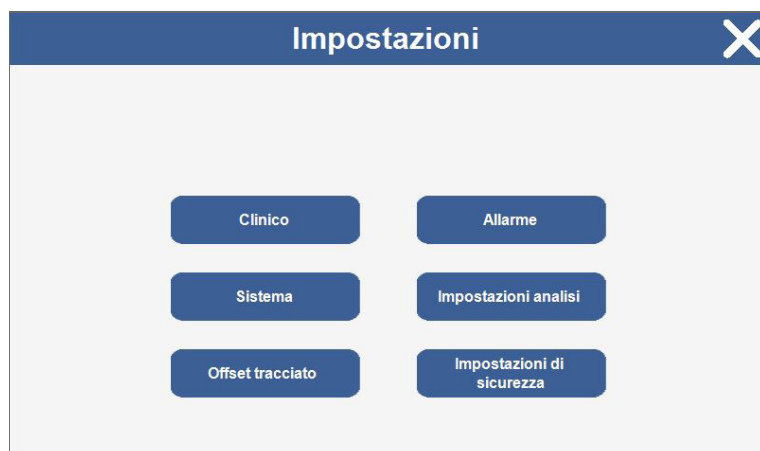 Impostazioni
Clinico
Allarme
Sistema
Impostazioni analisi
Offset tracciato
Impostazioni di
sicurezza